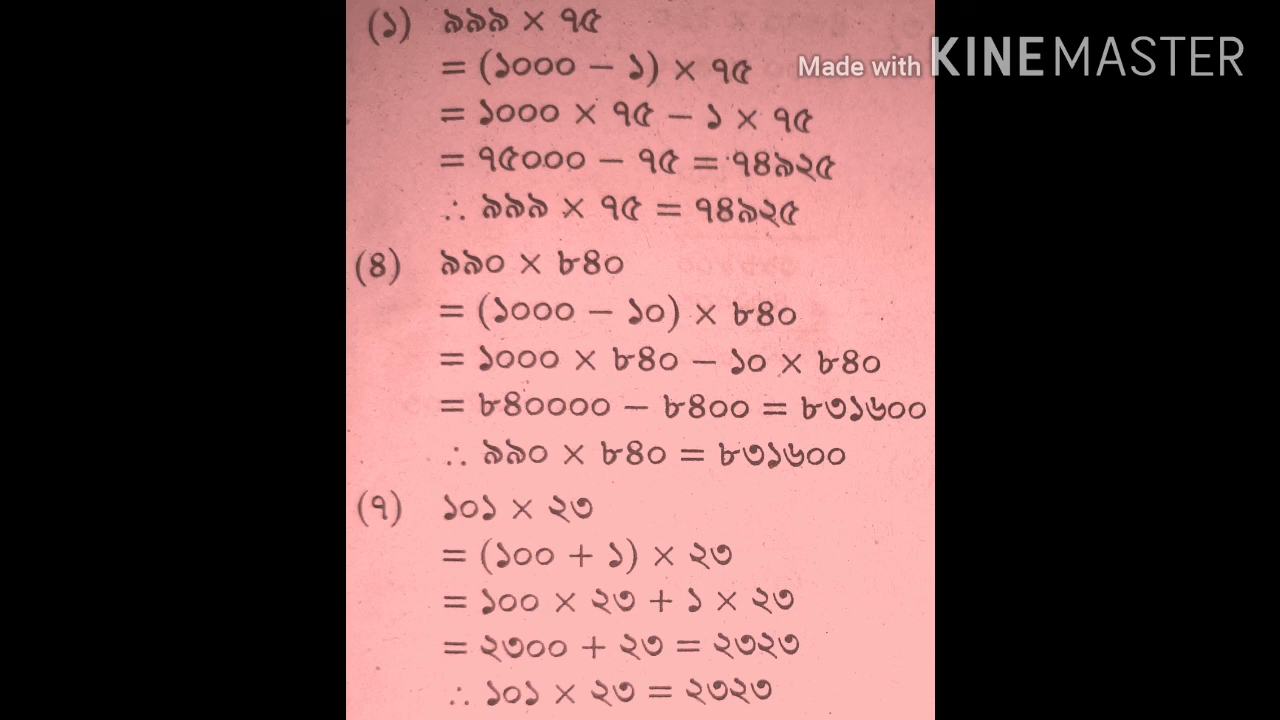 (১) ৯৯৯ × ৭৫
= (১০০০ − ১) × ৭৫
= ১০০০ × ৭৫ − ১ × ৭৫
= ৭৫০০০ − ৭৫ = ৭৪৯২৫
∴ ৯৯৯ × ৭৫ = ৭৪৯২৫
(৪) ৯৯০ × ৮৪০
= (১০০০ − ১০) × ৮৪০
= ১০০০ × ৮৪০ − ১০ × ৮৪০
= ৮৪০০০০ − ৮৪০০ = ৮৩১৬০০
∴ ৯৯০ × ৮৪০ = ৮৩১৬০০
(৭) ১০১ × ২৩
= (১০০ + ১) × ২৩
= ১০০ × ২৩ + ১ × ২৩
= ২৩০০ + ২৩ = ২৩২৩
∴ ১০১ × ২৩ = ২৩২৩
Made with KINEMASTER